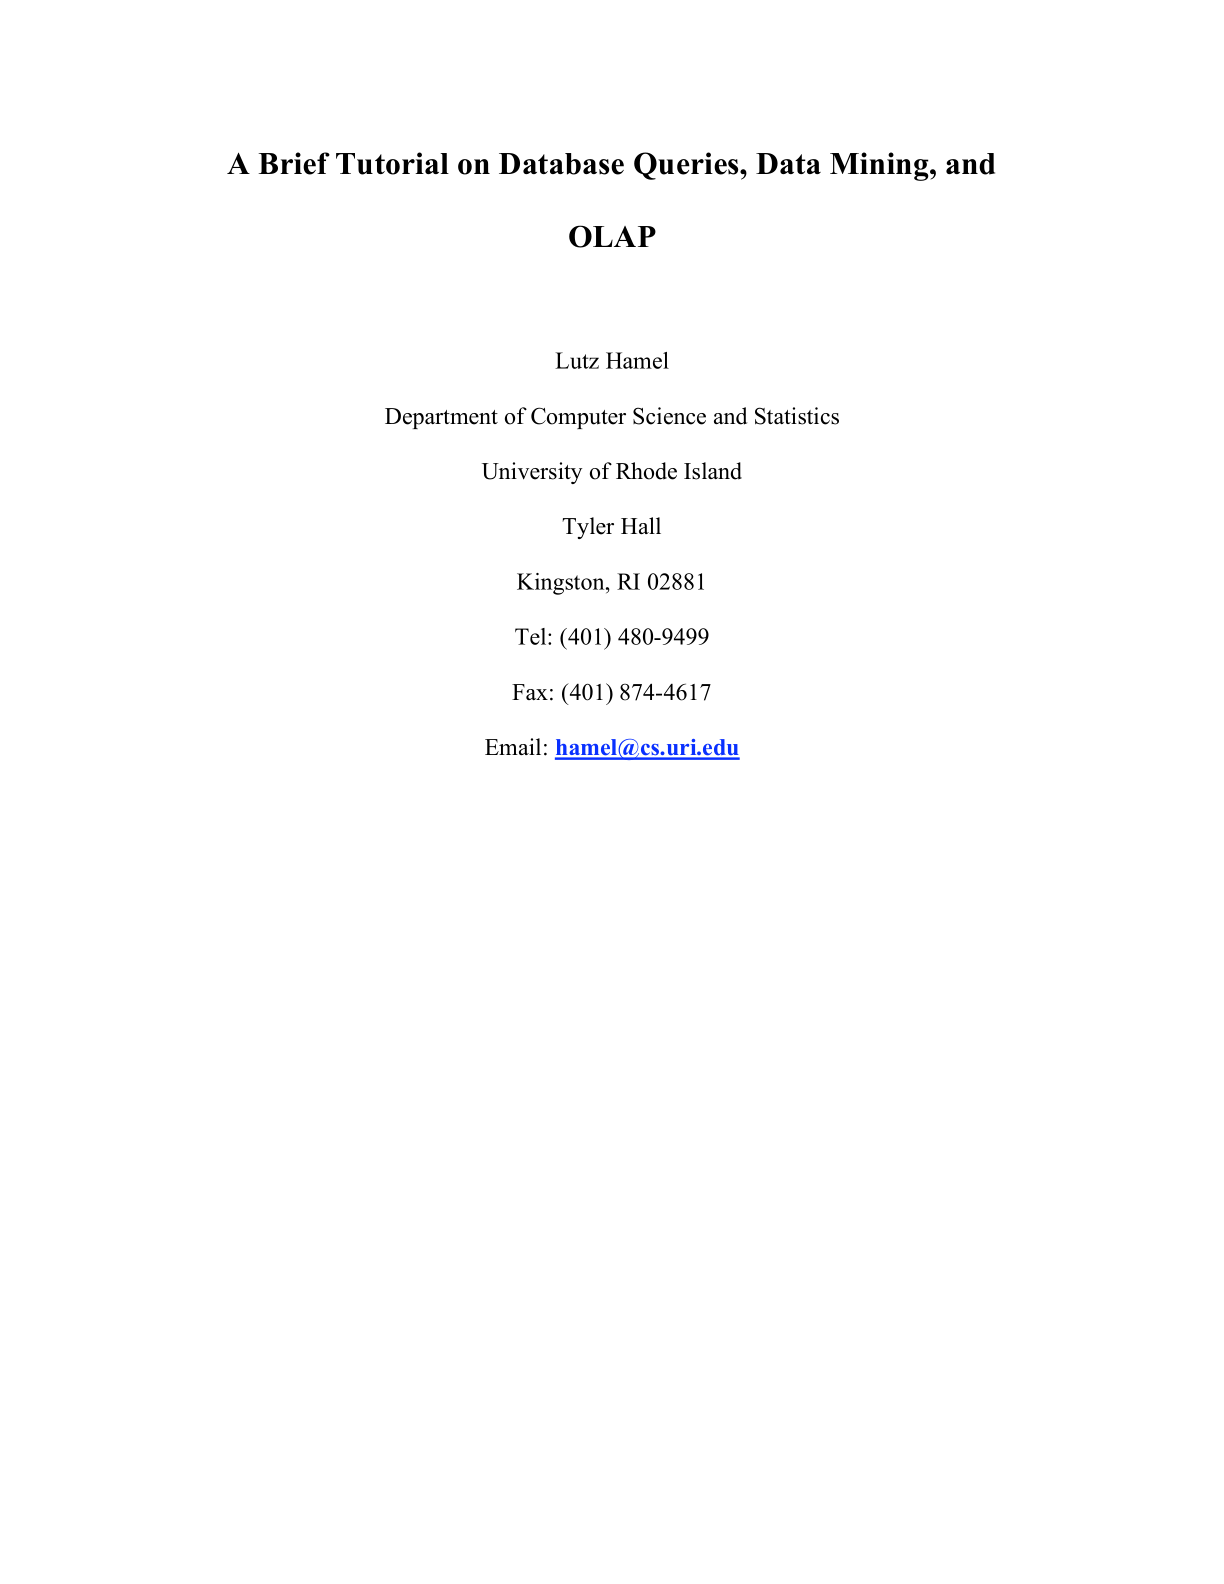 A Brief Tutorial on Database Queries, Data Mining, and
OLAP
Lutz Hamel
Department of Computer Science and Statistics
University of Rhode Island
Tyler Hall
Kingston, RI 02881
Tel: (401) 480-9499
Fax: (401) 874-4617
Email: hamel@cs.uri.edu